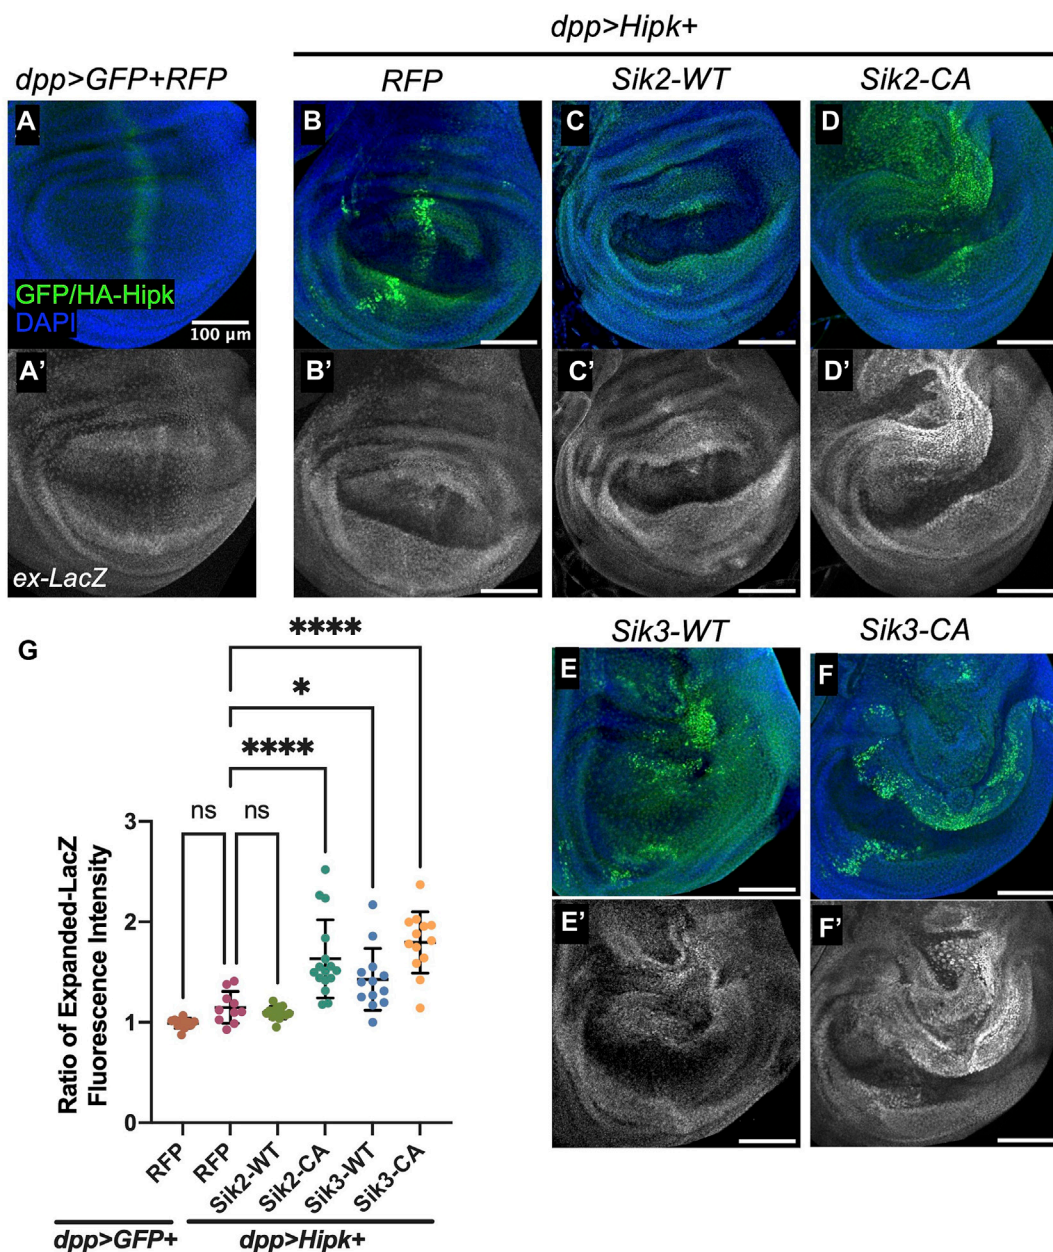 dpp>Hipk+
dpp>GFP+RFP
RFP
Sik2-WT
Sik2-CA
A
B
C
D
GFP/HA-Hipk
DAPI
100 µm
A'
B'
C'
D'
ex-LacZ
Sik3-WT
Sik3-CA
E
F
E'
F'
G
****
*
****
ns
ns
Ratio of Expanded-LacZ
Fluorescence Intensity
3
2
1
0
RFP
RFP
Sik2-WT
Sik2-CA
Sik3-WT
Sik3-CA
dpp>GFP+
dpp>Hipk+